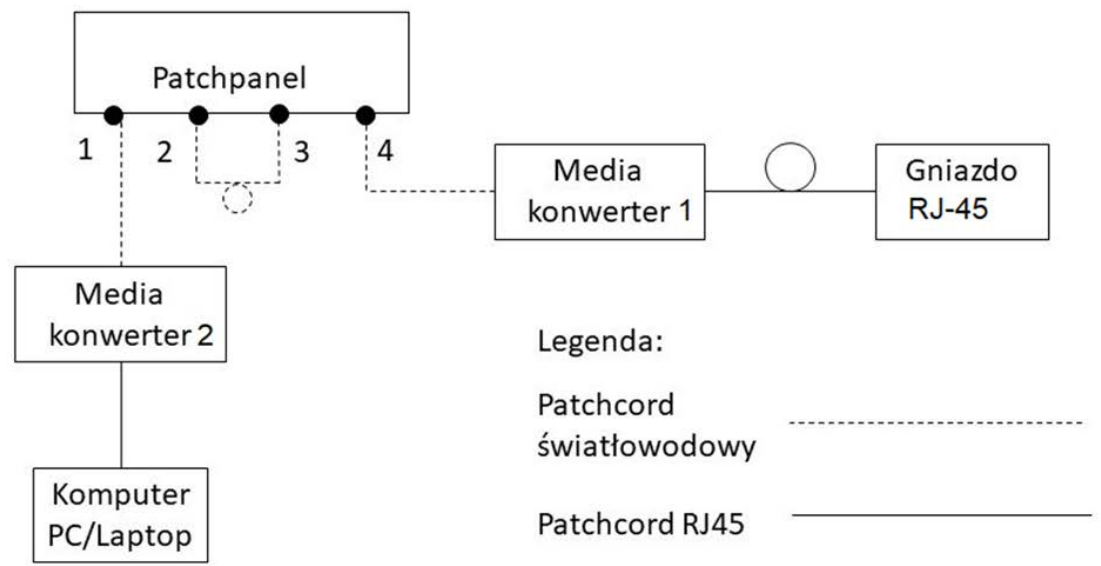 Patchpanel
1
2
3
4
Media
konwerter 1
Gniazdo
RJ-45
Media
konwerter 2
Komputer
PC/Laptop
Legenda:
Patchcord
światłowodowy
Patchcord RJ45